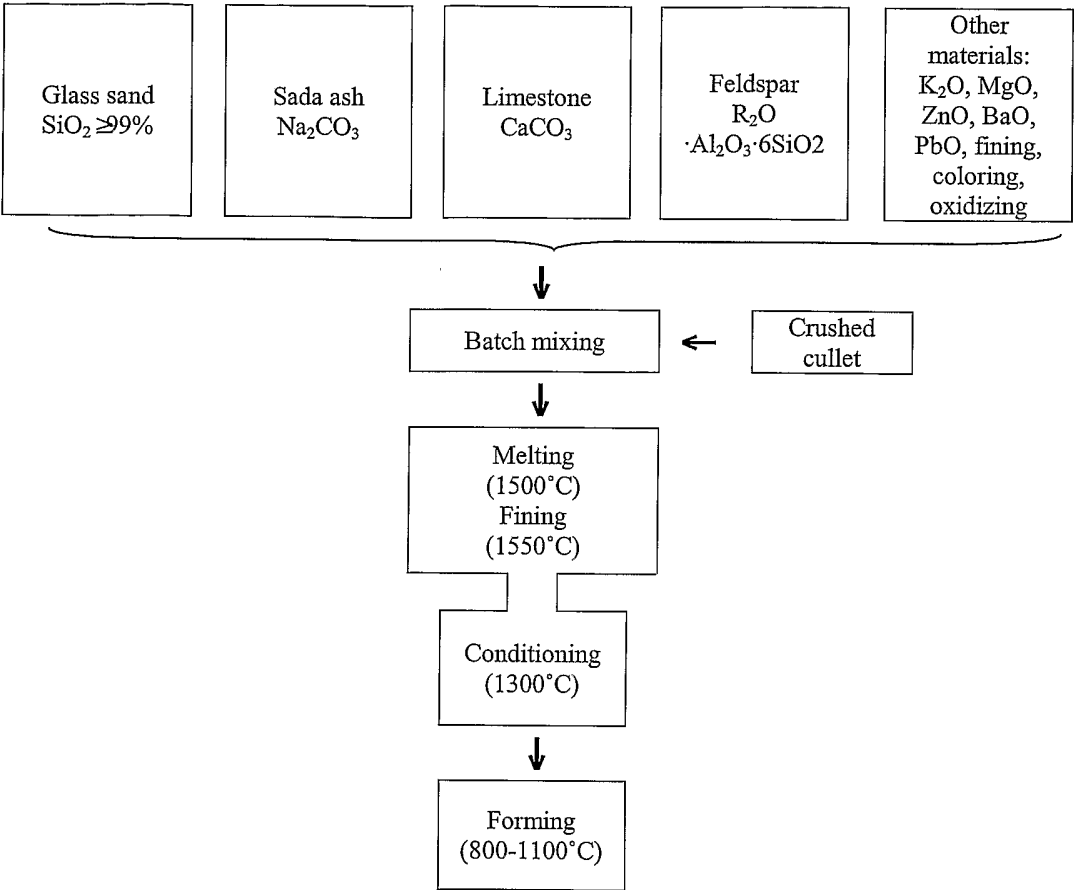 Glass sand
SiO₂ ≥99%
Sada ash
Na₂CO₃
Limestone
CaCO₃
Feldspar
R₂O
·Al₂O₃·6SiO2
Other
materials:
K₂O, MgO,
ZnO, BaO,
PbO, fining,
coloring,
oxidizing
Batch mixing
Crushed
cullet
Melting
(1500°C)
Fining
(1550°C)
Conditioning
(1300°C)
Forming
(800-1100°C)